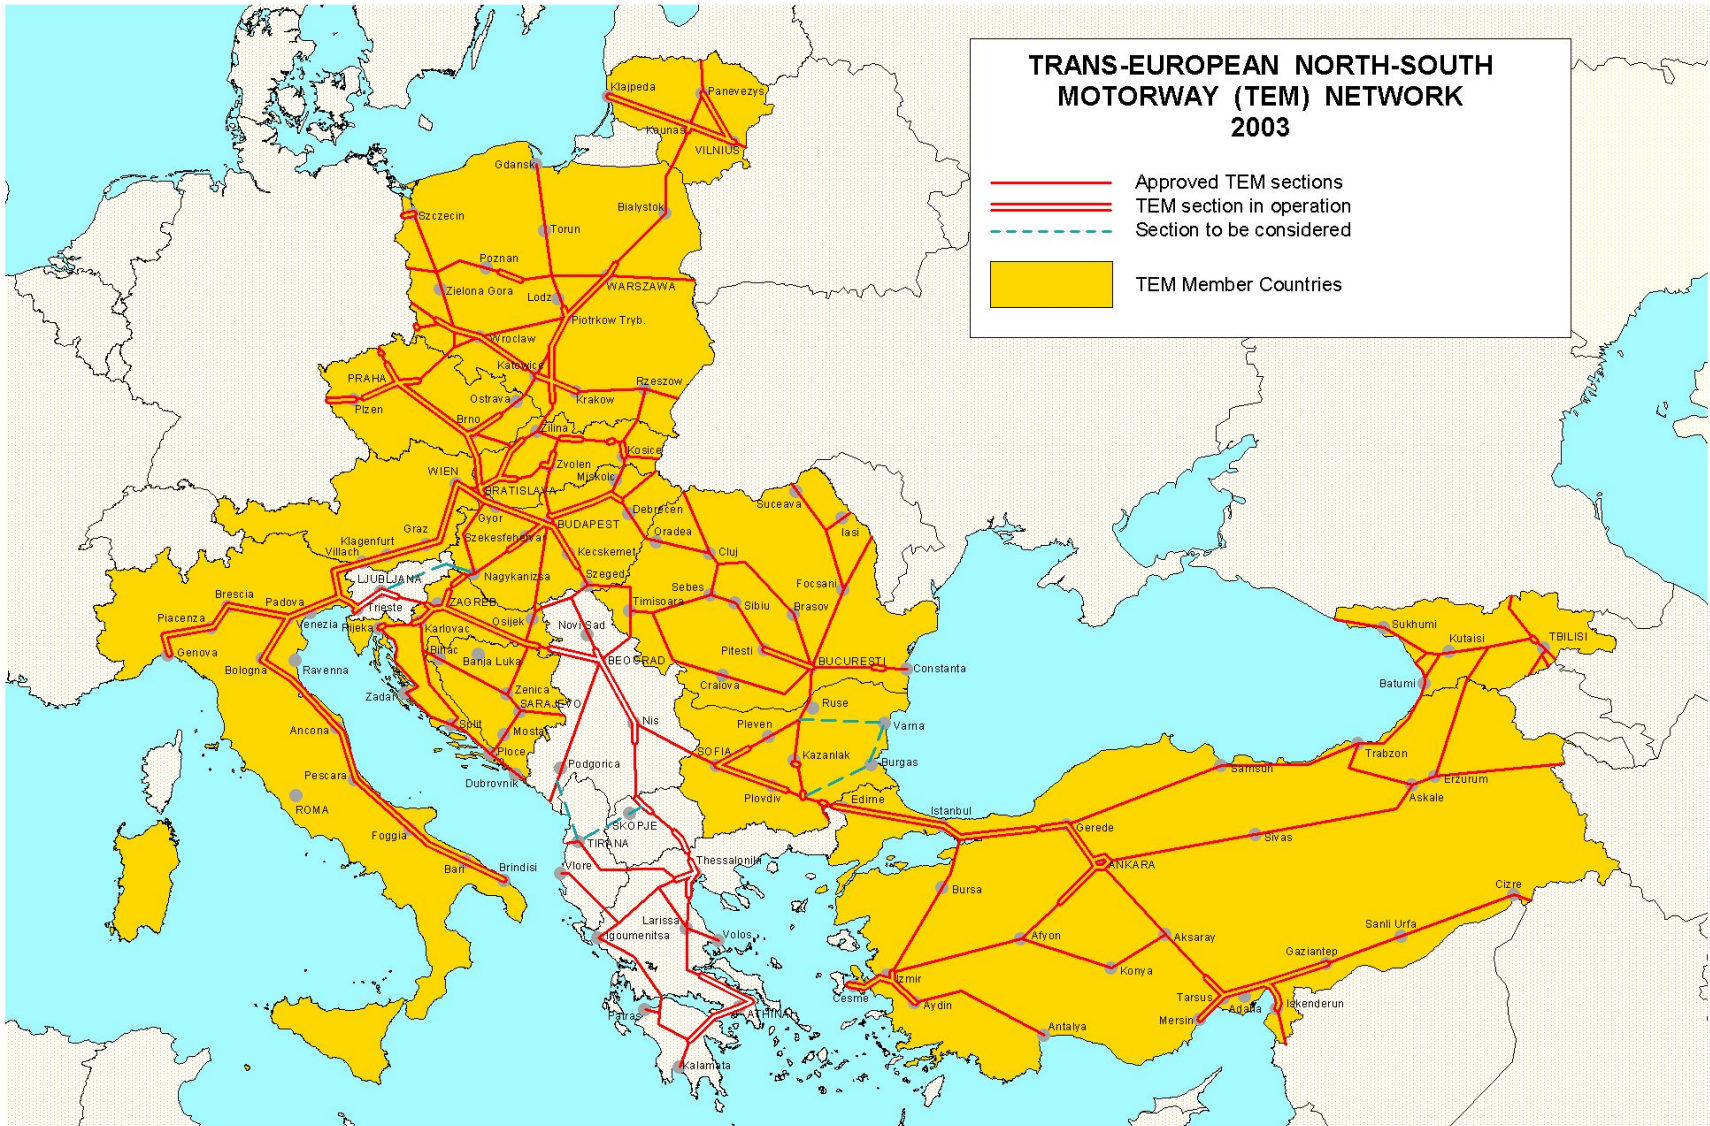 TRANS-EUROPEAN NORTH-SOUTH
MOTORWAY (TEM) NETWORK
2003
Approved TEM sections
TEM section in operation
Section to be considered
TEM Member Countries
Klajpeda
Panevezys
Kaunas
VILNIUS
Gdansk
Szczecin
Bialystok
Torun
Poznan
WARSZAWA
Zielona Gora
Lodz
Piotrkow Tryb.
Wroclaw
Katowice
PRAHA
Rzeszow
Plzen
Ostrava
Krakow
Brno
Zilina
Kosice
WIEN
Zvolen
Miskolc
BRATISLAVA
Suceava
Gyor
Debrecen
BUDAPEST
Iasi
Graz
Szekesfehervar
Oradea
Klagenfurt
Villach
Kecskemet
Cluj
LJUBLJANA
Nagykanizsa
Szeged
Sebes
Focsani
Brescia
Padova
Trieste
ZAGREB
Timisoara
Sibiu
Brasov
Piacenza
Venezia
Rijeka
Karlovac
Osijek
Novi Sad
Sukhumi
Kutaisi
TBILISI
Genova
Bologna
Ravenna
Bihac
Banja Luka
BEOGRAD
Pitesti
BUCURESTI
Constanta
Batumi
Zadar
Zenica
Craiova
SARAJEVO
Ruse
Ancona
Split
Mostar
Nis
Pleven
Varna
Ploce
SOFIA
Kazanlak
Trabzon
Pescara
Dubrovnik
Podgorica
Burgas
Samsun
Erzurum
ROMA
Plovdiv
Edirne
Askale
Istanbul
Foggia
SKOPJE
Gerede
Sivas
TIRANA
Bari
Brindisi
Vlore
Thessaloniki
ANKARA
Bursa
Cizre
Larissa
Igoumenitsa
Volos
Afyon
Aksaray
Sanli Urfa
Gaziantep
Izmir
Konya
Cesme
Aydin
Tarsus
Adana
Iskenderun
Patras
ATHINAI
Mersin
Antalya
Kalamata